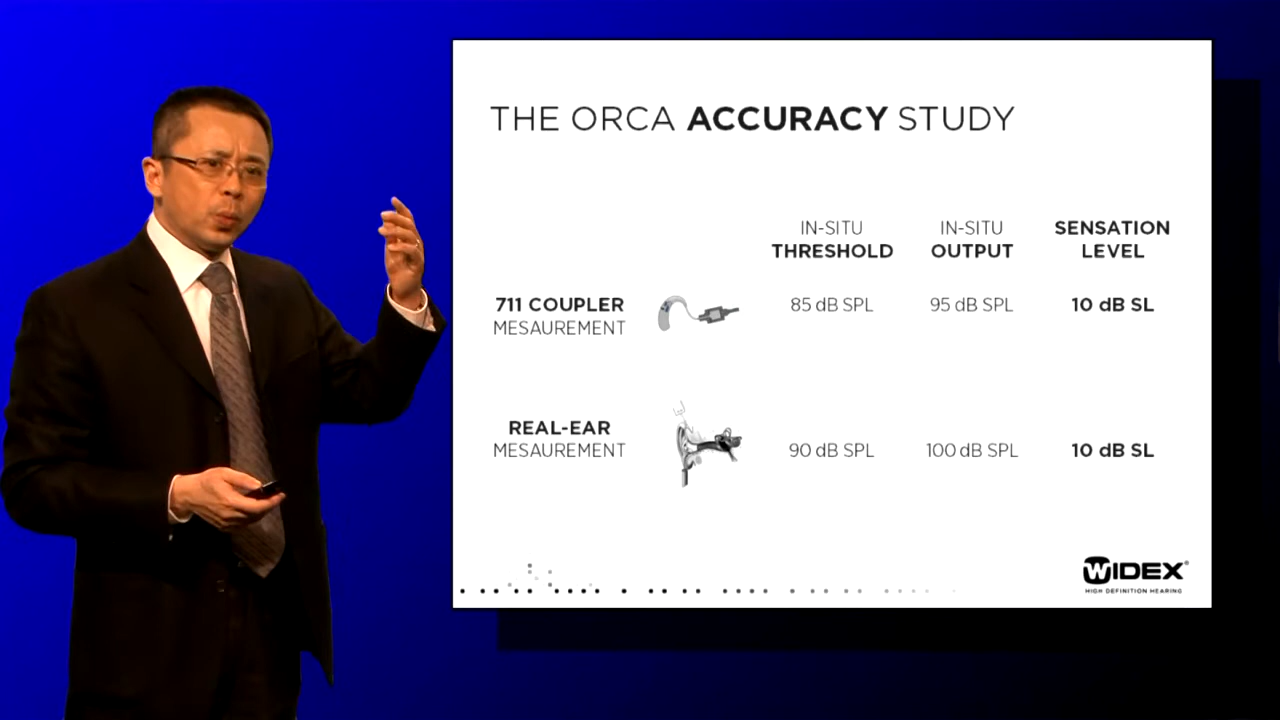 THE ORCA ACCURACY STUDY
IN-SITU THRESHOLD
IN-SITU OUTPUT
SENSATION LEVEL
711 COUPLER MESAUREMENT
85 dB SPL
95 dB SPL
10 dB SL
REAL-EAR MESAUREMENT
90 dB SPL
100 dB SPL
10 dB SL
WIDEX®
HIGH DEFINITION HEARING